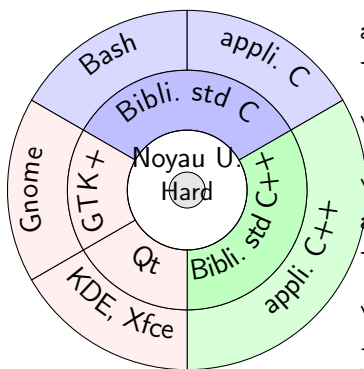 Bash
appli. C
Bibli. std C
Noyau U.
Hard
Gnome
GTK+
Qt
KDE, Xfce
Bibli. std C++
appli. C++